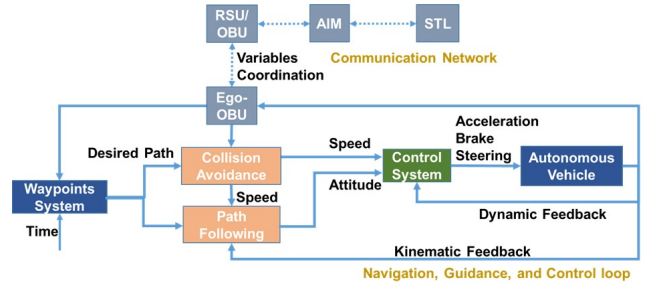 RSU/
OBU
AIM
STL
Variables
Coordination
Communication Network
Ego-
OBU
Acceleration
Brake
Steering
Desired Path
Collision
Avoidance
Speed
Control
System
Autonomous
Vehicle
Waypoints
System
Speed
Attitude
Path
Following
Dynamic Feedback
Time
Kinematic Feedback
Navigation, Guidance, and Control loop